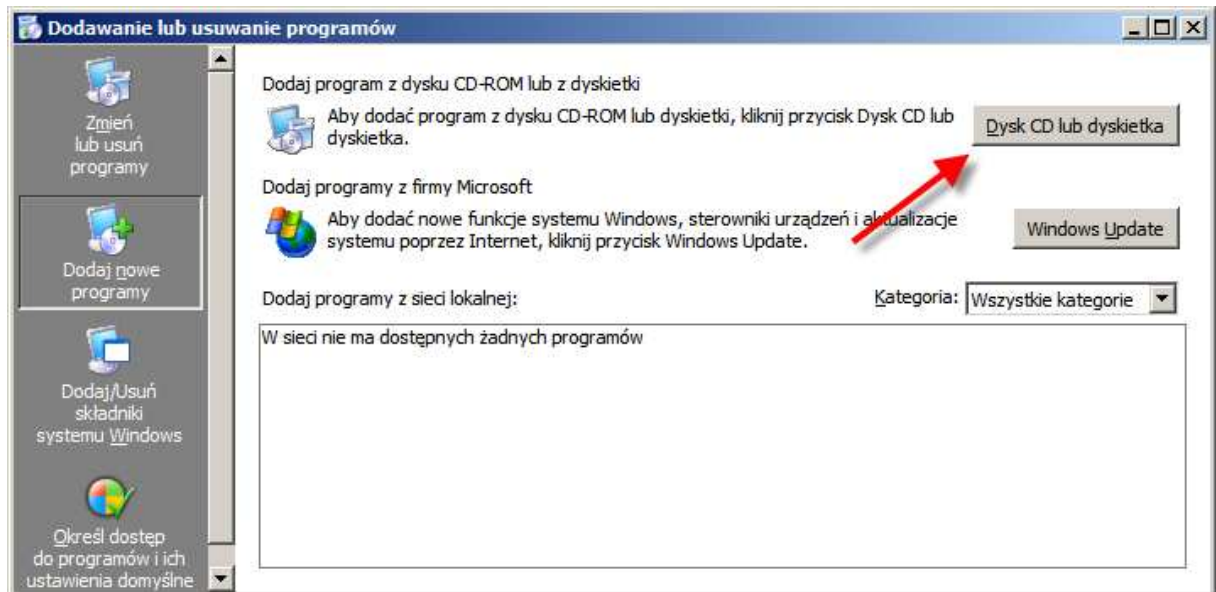 Dodawanie lub usuwanie programów
Zmień
lub usuń
programy
Dodaj nowe
programy
Dodaj/Usuń
składniki
systemu Windows
Określ dostęp
do programów i ich
ustawienia domyślne
Dodaj program z dysku CD-ROM lub z dyskietki
Aby dodać program z dysku CD-ROM lub dyskietki, kliknij przycisk Dysk CD lub
dyskietka.
Dysk CD lub dyskietka
Dodaj programy z firmy Microsoft
Aby dodać nowe funkcje systemu Windows, sterowniki urządzeń i aktualizacje
systemu poprzez Internet, kliknij przycisk Windows Update.
Windows Update
Dodaj programy z sieci lokalnej:
Kategoria: Wszystkie kategorie
W sieci nie ma dostępnych żadnych programów